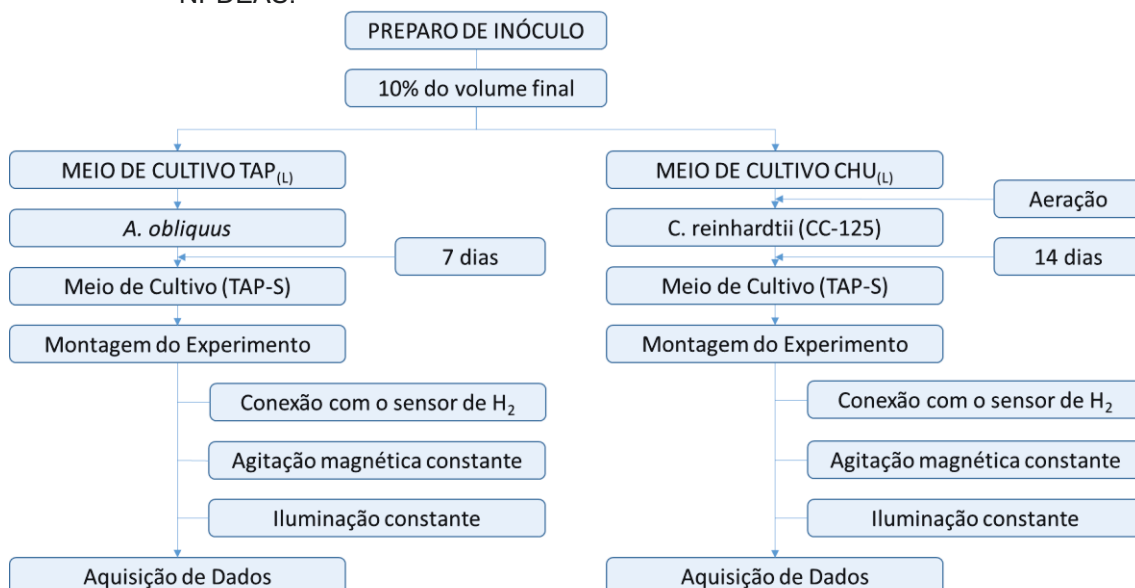 NPDEAS.
PREPARO DE INÓCULO
10% do volume final
MEIO DE CULTIVO TAP(L)
A. obliquus
7 dias
Meio de Cultivo (TAP-S)
Montagem do Experimento
Conexão com o sensor de H2
Agitação magnética constante
Iluminação constante
Aquisição de Dados
MEIO DE CULTIVO CHU(L)
Aeração
C. reinhardtii (CC-125)
14 dias
Meio de Cultivo (TAP-S)
Montagem do Experimento
Conexão com o sensor de H2
Agitação magnética constante
Iluminação constante
Aquisição de Dados